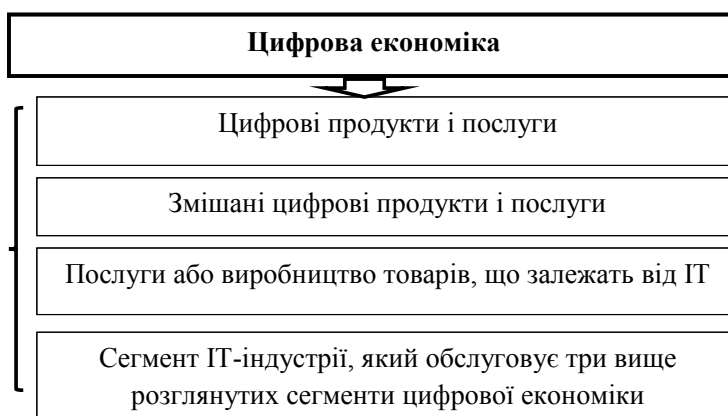 Цифрова економіка
Цифрові продукти і послуги
Змішані цифрові продукти і послуги
Послуги або виробництво товарів, що залежать від ІТ
Сегмент ІТ-індустрії, який обслуговує три вище
розглянутих сегменти цифрової економіки